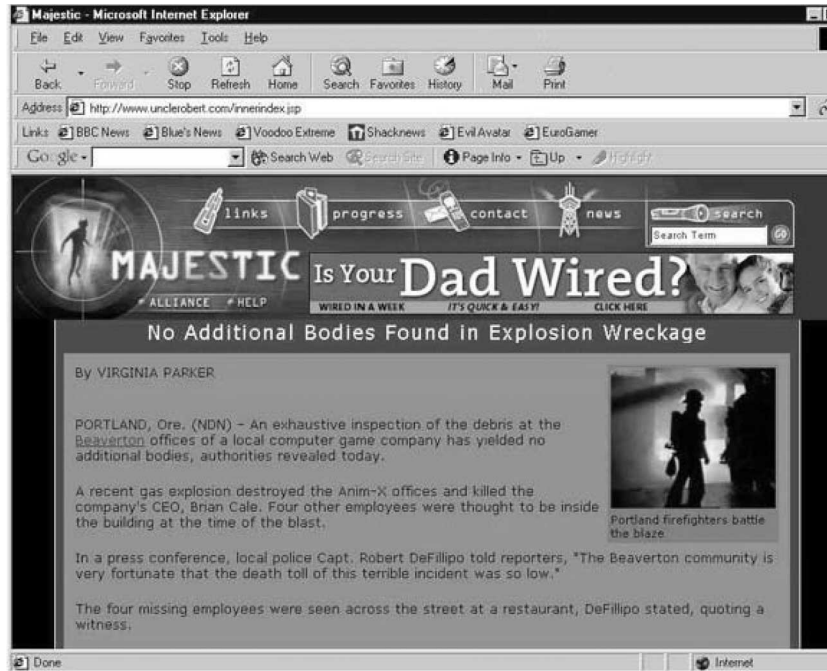 Majestic - Microsoft Internet Explorer
File Edit View Favorites Tools Help
Back Forward Stop Refresh Home Search Favorites History Mail Print
Address http://www.unclerobert.com/innerindex.jsp
Links BBC News Blue's News Voodoo Extreme Shacknews Evil Avatar EuroGamer
Google Search Web Search Site Page Info Up Highlight
links progress contact news search
Search Term GO
MAJESTIC
ALLIANCE HELP
Is Your Dad Wired?
WIRED IN A WEEK IT'S QUICK & EASY! CLICK HERE
No Additional Bodies Found in Explosion Wreckage
By VIRGINIA PARKER
PORTLAND, Ore. (NDN) – An exhaustive inspection of the debris at the
Beaverton offices of a local computer game company has yielded no
additional bodies, authorities revealed today.
A recent gas explosion destroyed the Anim-X offices and killed the
company's CEO, Brian Cale. Four other employees were thought to be inside
the building at the time of the blast.
Portland firefighters battle
the blaze
In a press conference, local police Capt. Robert DeFillipo told reporters, "The Beaverton community is
very fortunate that the death toll of this terrible incident was so low."
The four missing employees were seen across the street at a restaurant, DeFillipo stated, quoting a
witness.
Done Internet